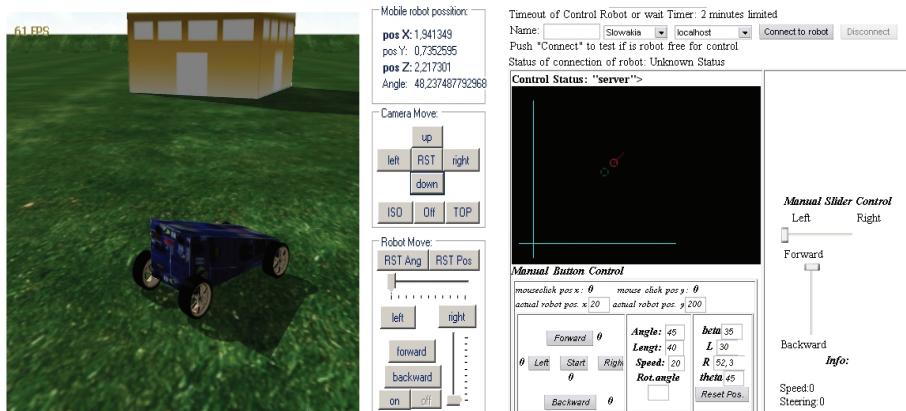 61 FPS
Mobile robot possition:
pos X: 1,941349
pos Y: 0,7352595
pos Z: 2,217301
Angle: 48,237487792968
Camera Move:
up
left RST right
down
ISO Off TOP
Robot Move:
RST Ang RST Pos
left right
forward
backward
on off
Timeout of Control Robot or wait Timer: 2 minutes limited
Name: Slowakia localhost Connect to robot Disconnect
Push "Connect" to test if is robot free for control
Status of connection of robot: Unknown Status
Control Status: "server">
Manual Button Control
mouseclick pos x : 0 mouse click pos y : 0
actual robot pos. x 20 actual robot pos. y 200
Forward 0
0 Left Start Right
0
Backward 0
Angle: 45
Lengt: 40
Speed: 20
Rot.angle
beta 35
L 30
R 52,3
theta 45
Reset Pos.
Manual Slider Control
Left Right
Forward
Backward
Info:
Speed:0
Steering:0